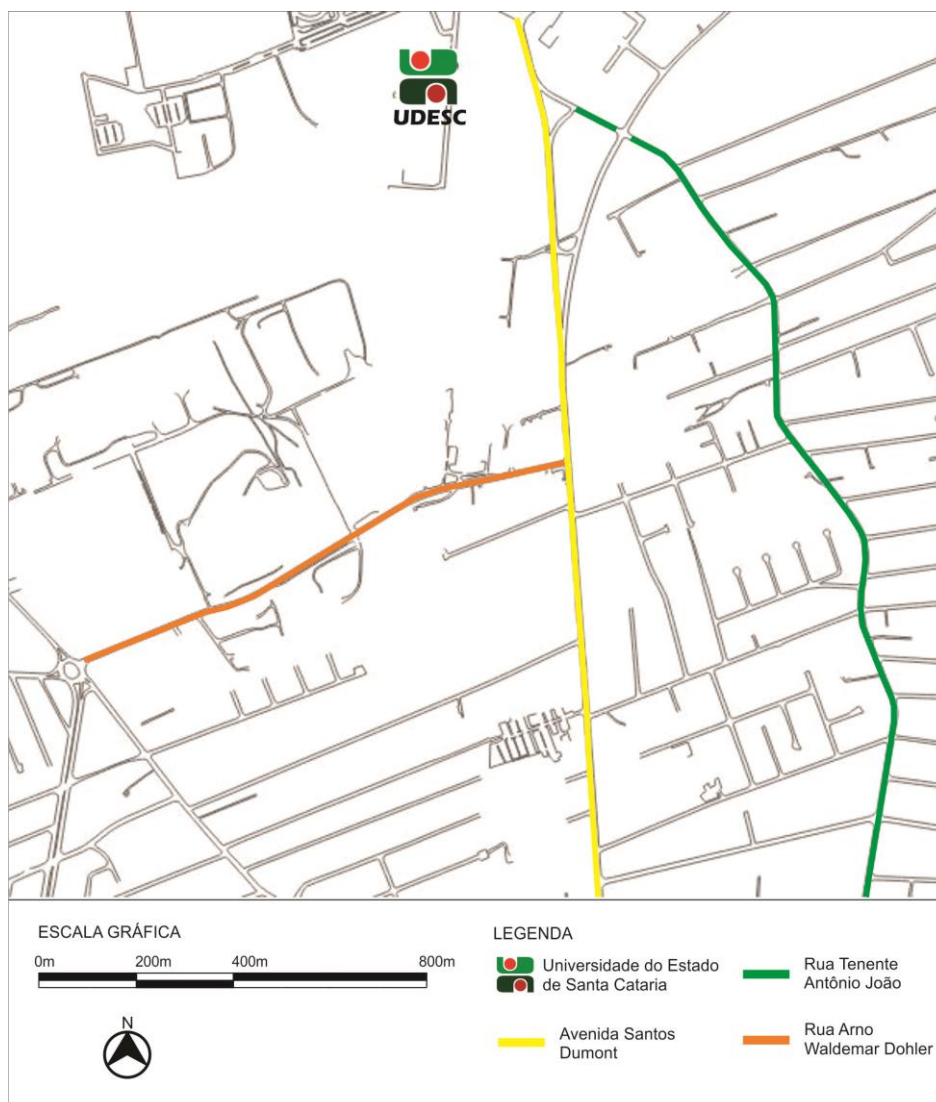 UDESC
ESCALA GRÁFICA
0m 200m 400m 800m
N
LEGENDA
Universidade do Estado
de Santa Cataria
Rua Tenente
Antônio João
Avenida Santos
Dumont
Rua Arno
Waldemar Dohler